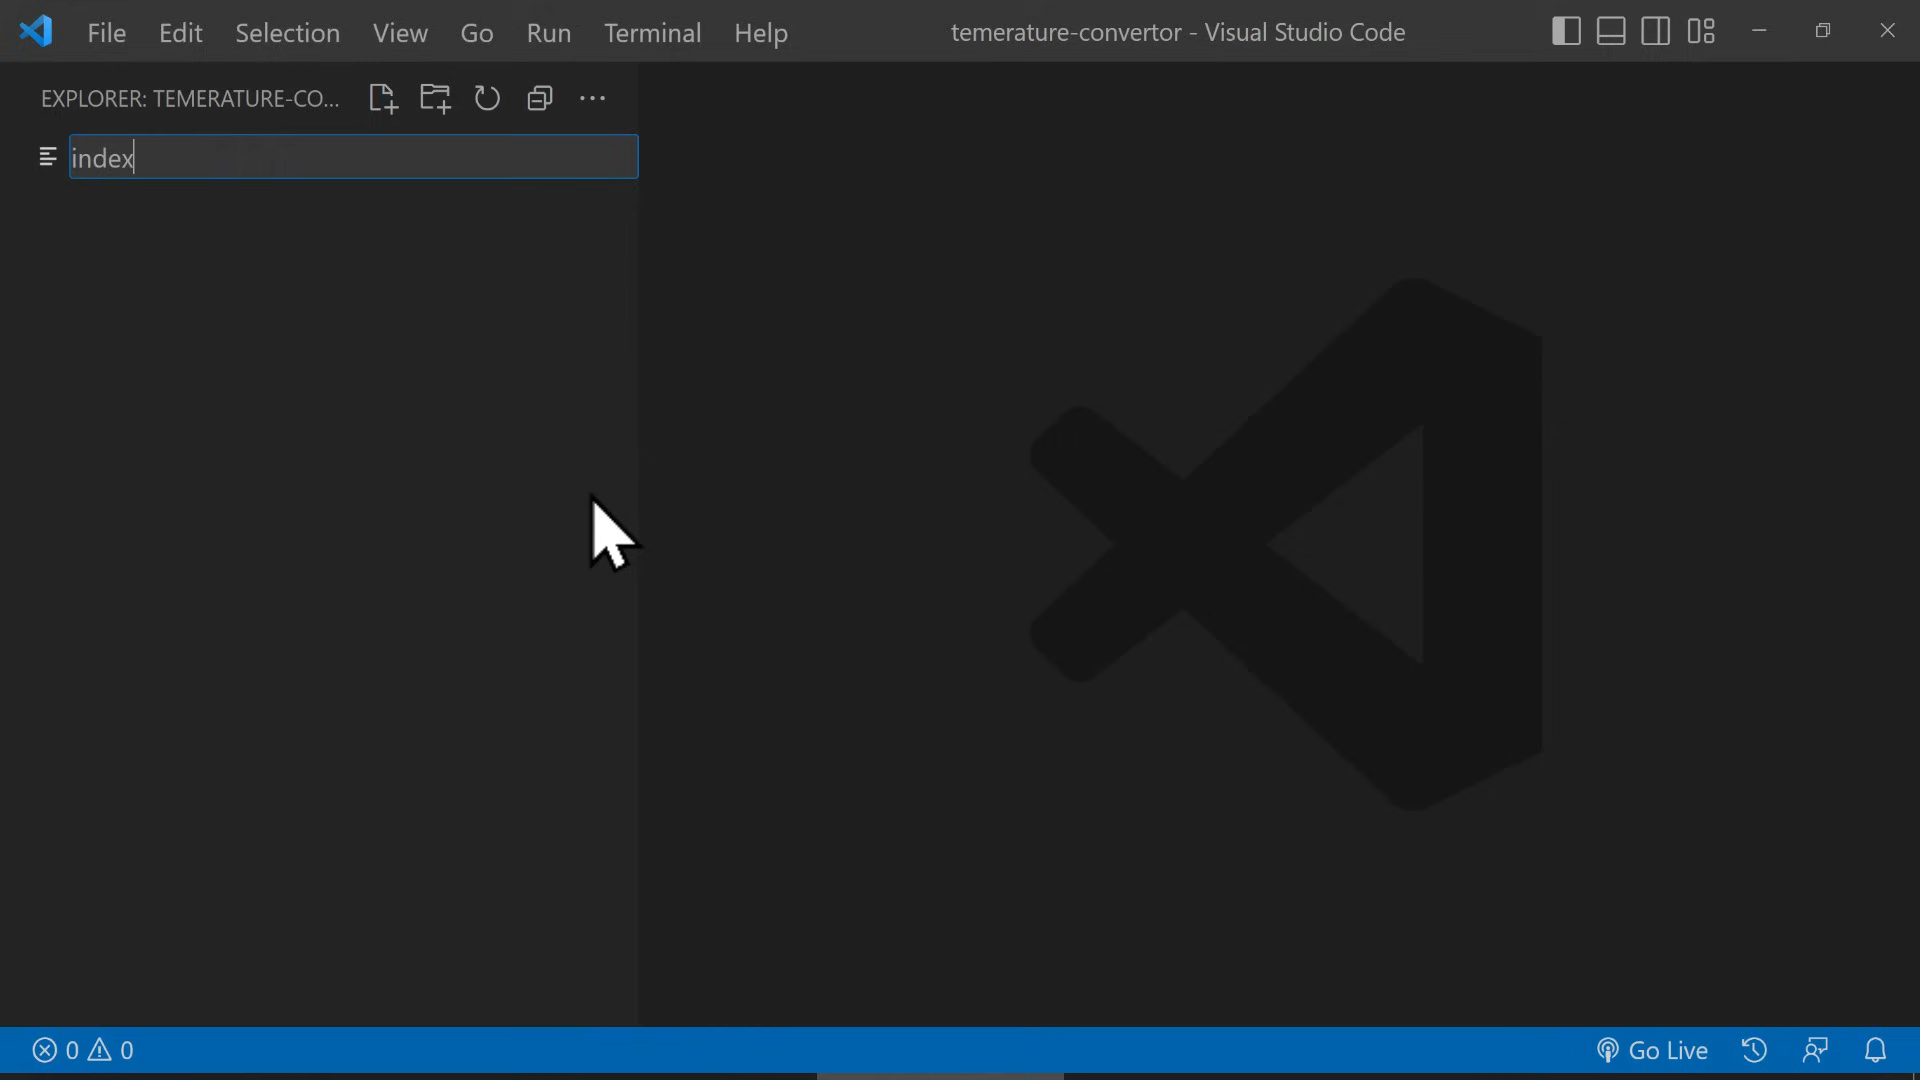 File Edit Selection View Go Run Terminal Help temerature-convertor - Visual Studio Code
EXPLORER: TEMERATURE-CO...
index
0 0 Go Live